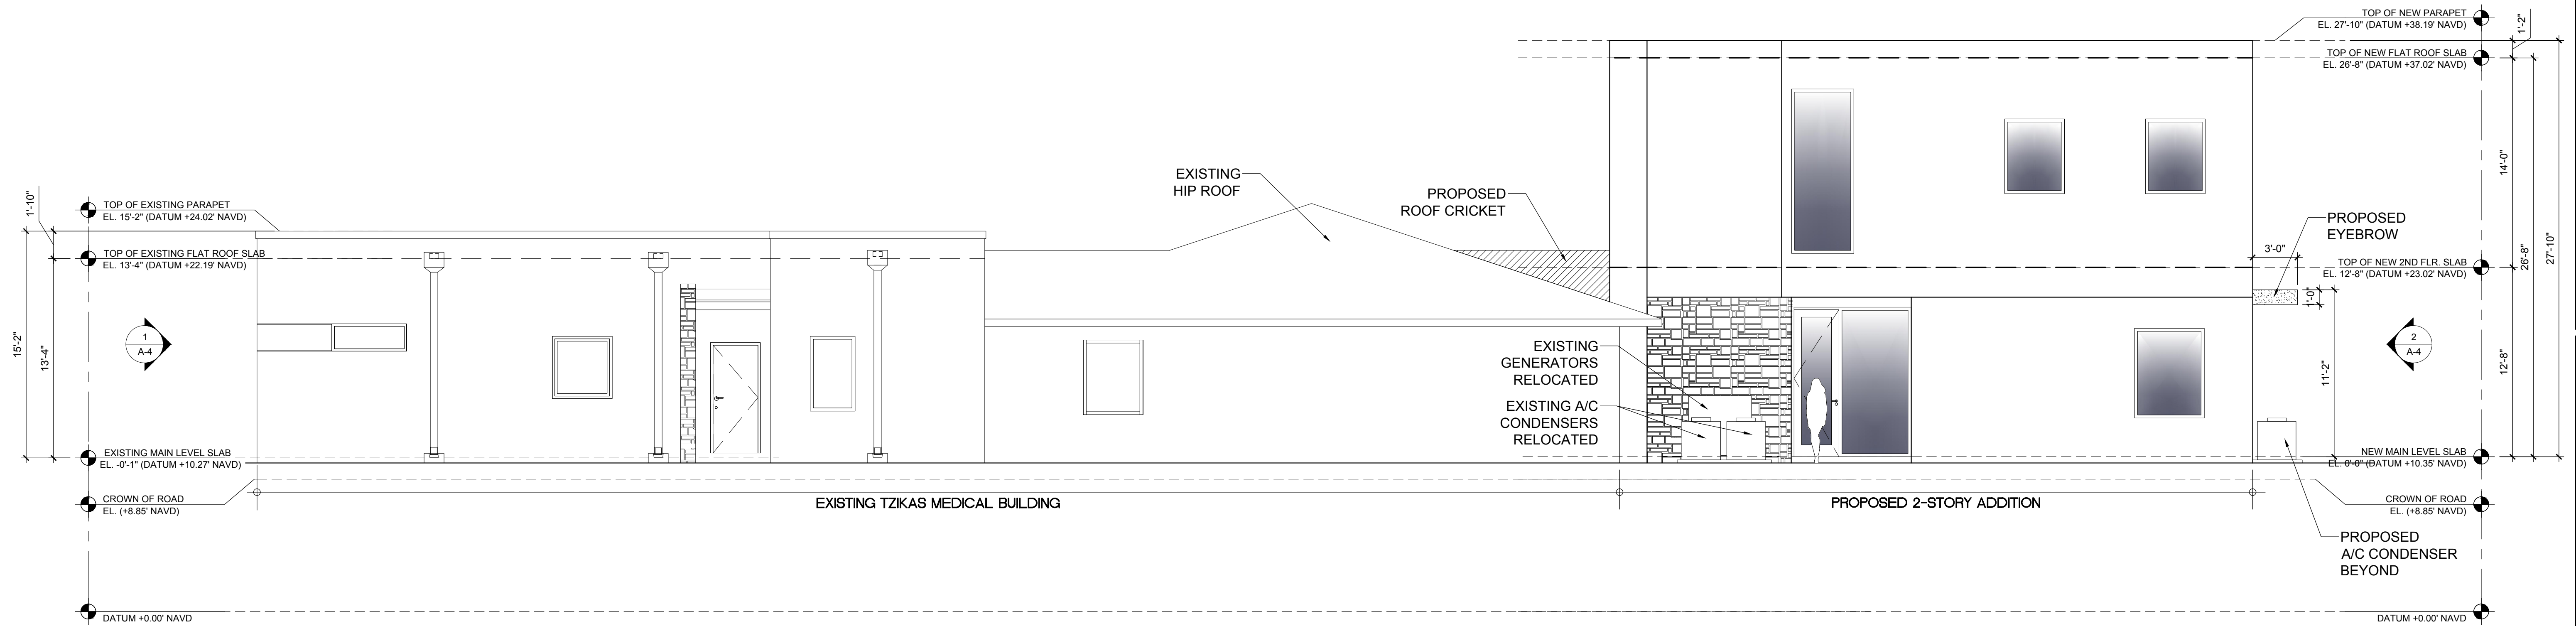 TOP OF NEW PARAPET
EL. 27'-10" (DATUM +38.19' NAVD)
1'-2"
TOP OF NEW FLAT ROOF SLAB
EL. 26'-8" (DATUM +37.02' NAVD)
14'-0"
26'-8"
27'-10"
EXISTING
HIP ROOF
PROPOSED
ROOF CRICKET
1'-10"
TOP OF EXISTING PARAPET
EL. 15'-2" (DATUM +24.02' NAVD)
TOP OF EXISTING FLAT ROOF SLAB
EL. 13'-4" (DATUM +22.19' NAVD)
PROPOSED
EYEBROW
3'-0"
TOP OF NEW 2ND FLR. SLAB
EL. 12'-8" (DATUM +23.02' NAVD)
1'-0"
15'-2"
13'-4"
1
A-4
EXISTING
GENERATORS
RELOCATED
EXISTING A/C
CONDENSERS
RELOCATED
11'-2"
2
A-4
12'-8"
EXISTING MAIN LEVEL SLAB
EL. -0'-1" (DATUM +10.27' NAVD)
NEW MAIN LEVEL SLAB
EL. 0'-0" (DATUM +10.35' NAVD)
CROWN OF ROAD
EL. (+8.85' NAVD)
EXISTING TZIKAS MEDICAL BUILDING
PROPOSED 2-STORY ADDITION
CROWN OF ROAD
EL. (+8.85' NAVD)
PROPOSED
A/C CONDENSER
BEYOND
DATUM +0.00' NAVD
DATUM +0.00' NAVD